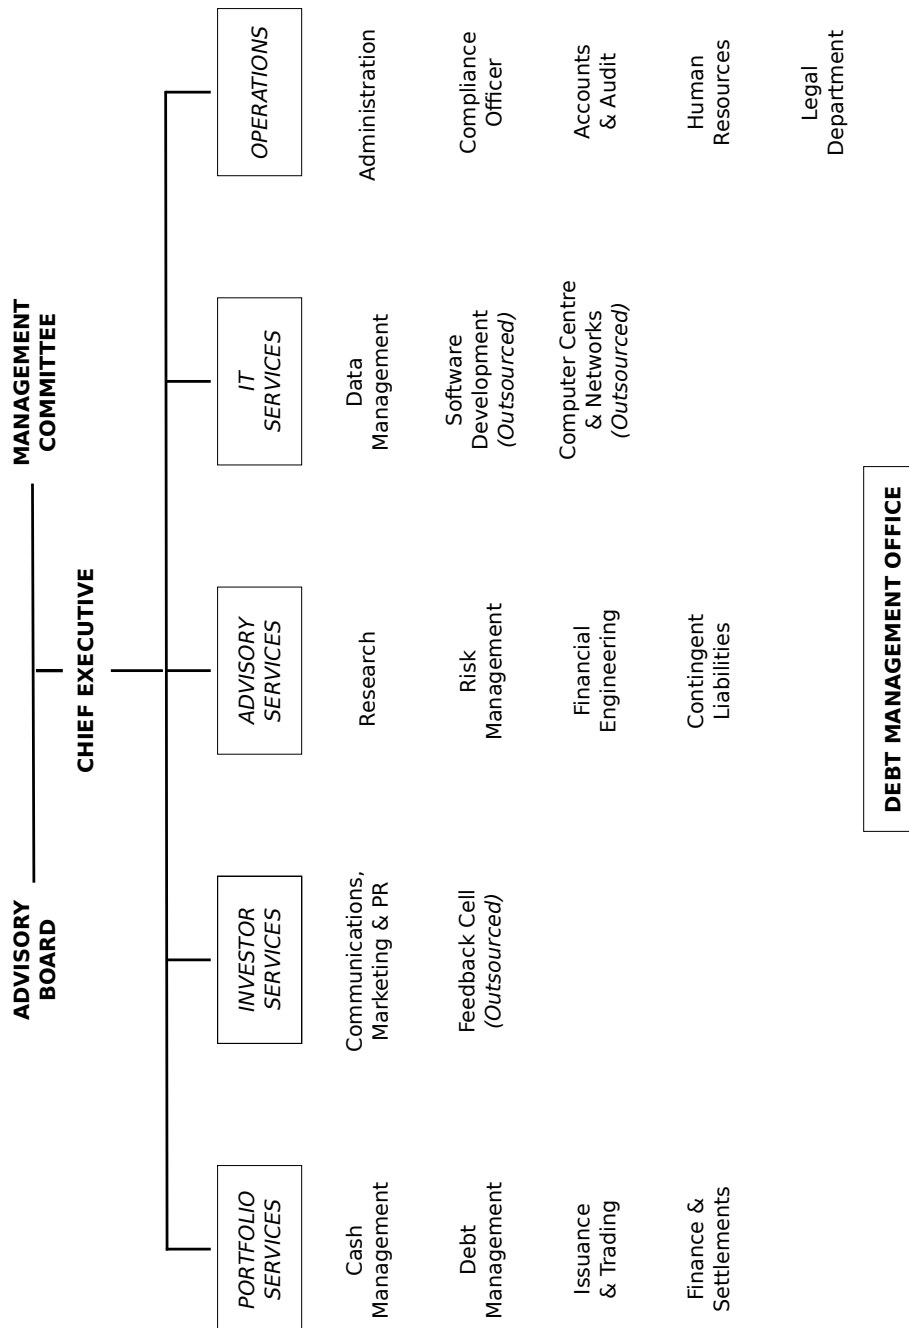 ADVISORY
BOARD
MANAGEMENT
COMMITTEE
CHIEF EXECUTIVE
PORTFOLIO
SERVICES
Cash
Management
Debt
Management
Issuance
& Trading
Finance &
Settlements
INVESTOR
SERVICES
Communications,
Marketing & PR
Feedback Cell
(Outsourced)
ADVISORY
SERVICES
Research
Risk
Management
Financial
Engineering
Contingent
Liabilities
IT
SERVICES
Data
Management
Software
Development
(Outsourced)
Computer Centre
& Networks
(Outsourced)
OPERATIONS
Administration
Compliance
Officer
Accounts
& Audit
Human
Resources
Legal
Department
DEBT MANAGEMENT OFFICE